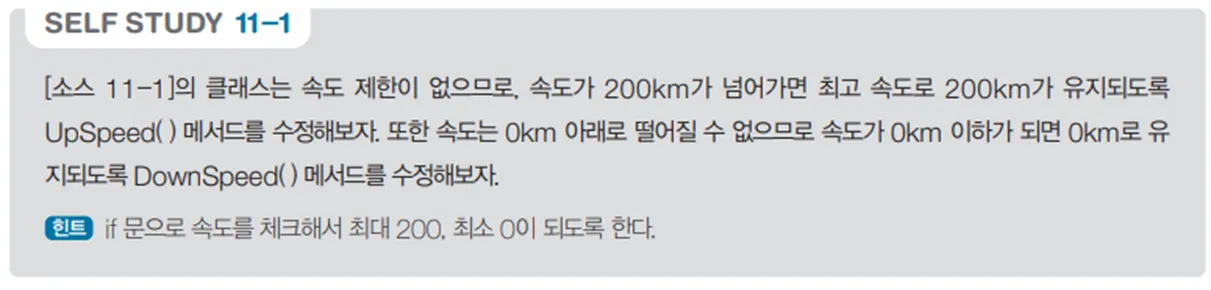 SELF STUDY 11-1
[소스 11-1]의 클래스는 속도 제한이 없으므로, 속도가 200km가 넘어가면 최고 속도로 200km가 유지되도록
UpSpeed( ) 메서드를 수정해보자. 또한 속도는 0km 아래로 떨어질 수 없으므로 속도가 0km 이하가 되면 0km로 유
지되도록 DownSpeed( ) 메서드를 수정해보자.
힌트 if 문으로 속도를 체크해서 최대 200, 최소 0이 되도록 한다.